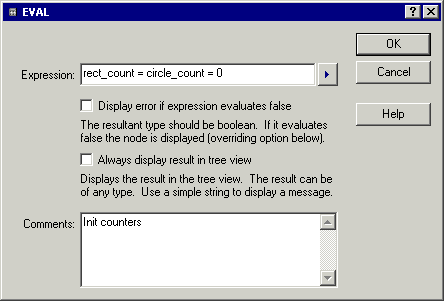 EVAL
OK
Expression: rect_count = circle_count = 0
Cancel
Display error if expression evaluates false
The resultant type should be boolean.  If it evaluates
false the node is displayed (overriding option below).
Help
Always display result in tree view
Displays the result in the tree view.  The result can be
of any type.  Use a simple string to display a message.
Comments: Init counters